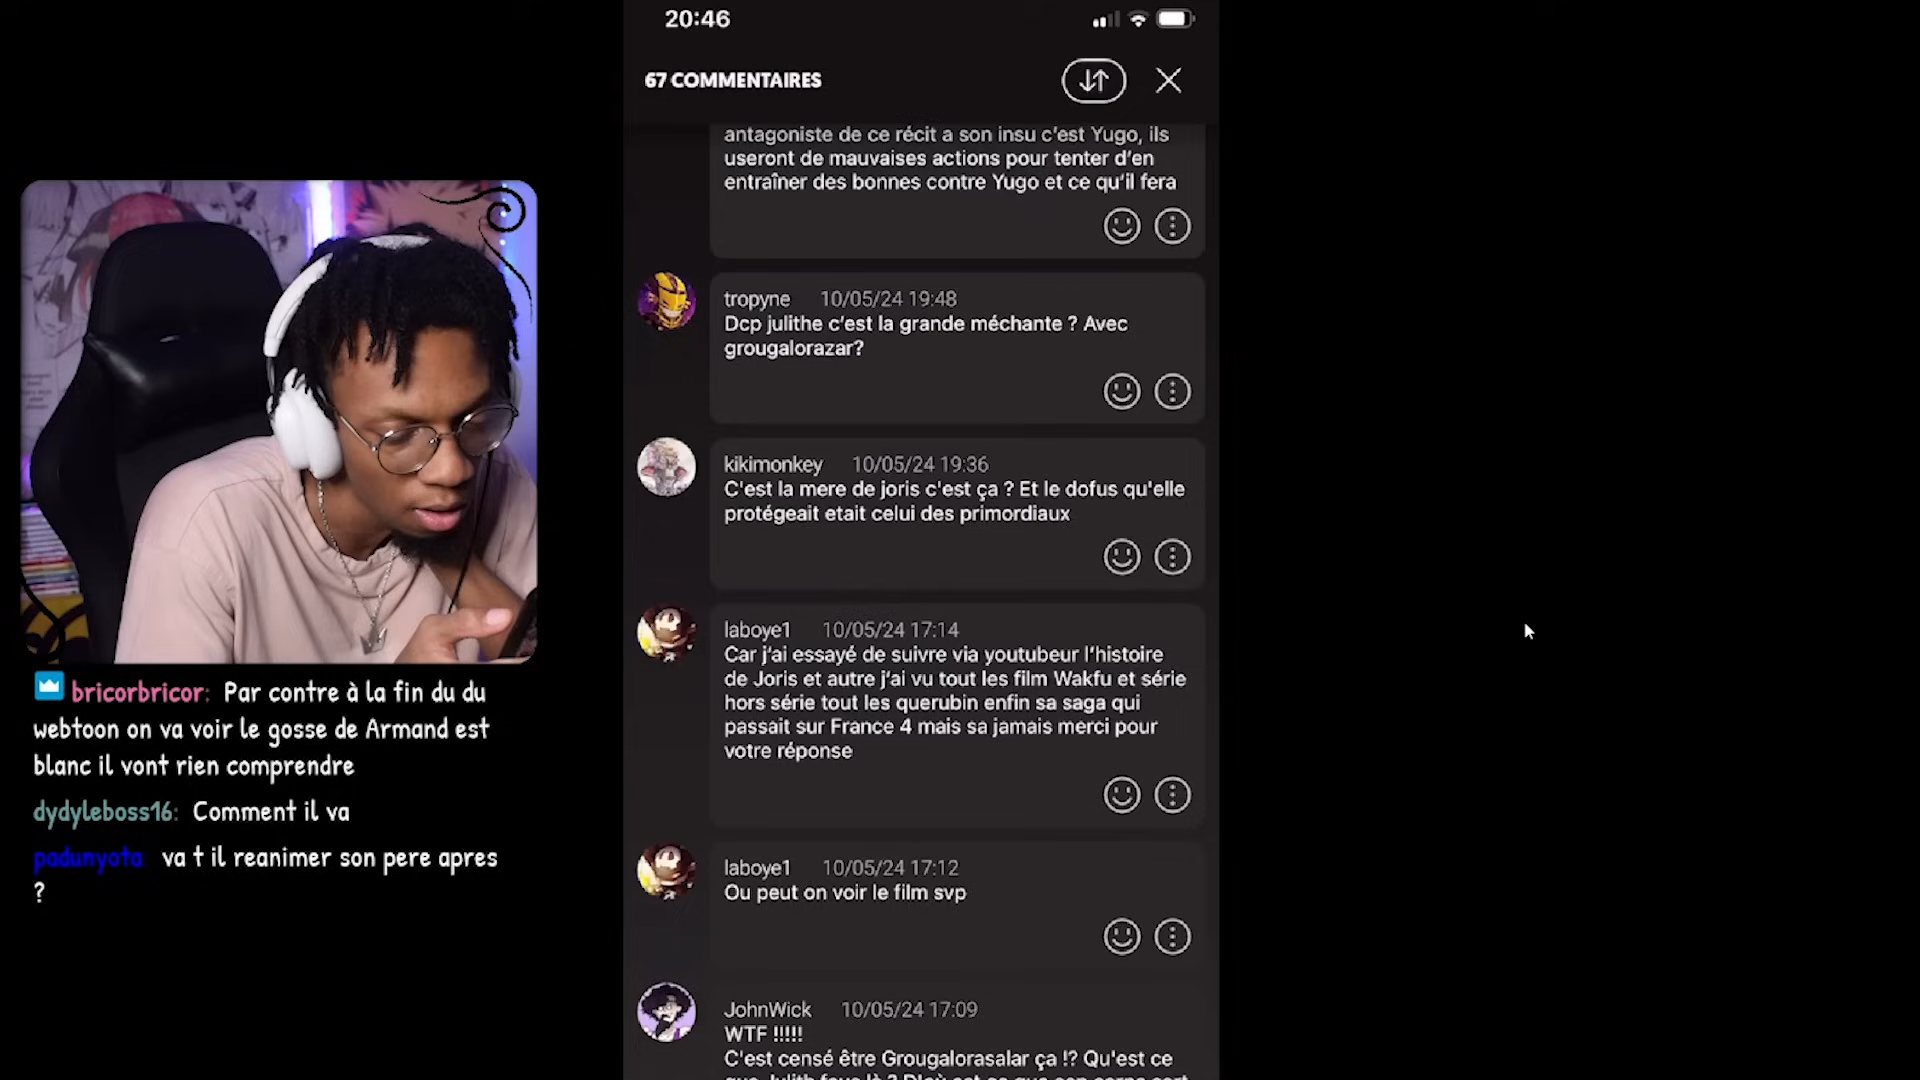 20:46
67 COMMENTAIRES
antagoniste de ce récit a son insu c'est Yugo, ils
useront de mauvaises actions pour tenter d'en
entraîner des bonnes contre Yugo et ce qu'il fera
tropyne 10/05/24 19:48
Dcp julithe c'est la grande méchante ? Avec
grougalorazar?
kikimonkey 10/05/24 19:36
C'est la mere de joris c'est ça ? Et le dofus qu'elle
protégeait etait celui des primordiaux
laboye1 10/05/24 17:14
Car j'ai essayé de suivre via youtubeur l'histoire
de Joris et autre j'ai vu tout les film Wakfu et série
hors série tout les querubin enfin sa saga qui
passait sur France 4 mais sa jamais merci pour
votre réponse
laboye1 10/05/24 17:12
Ou peut on voir le film svp
JohnWick 10/05/24 17:09
WTF !!!!!
C'est censé être Grougalorasalar ça !? Qu'est ce
bricorbricor: Par contre à la fin du du
webtoon on va voir le gosse de Armand est
blanc il vont rien comprendre
dydyleboss16: Comment il va
padunyota: va t il reanimer son pere apres
?